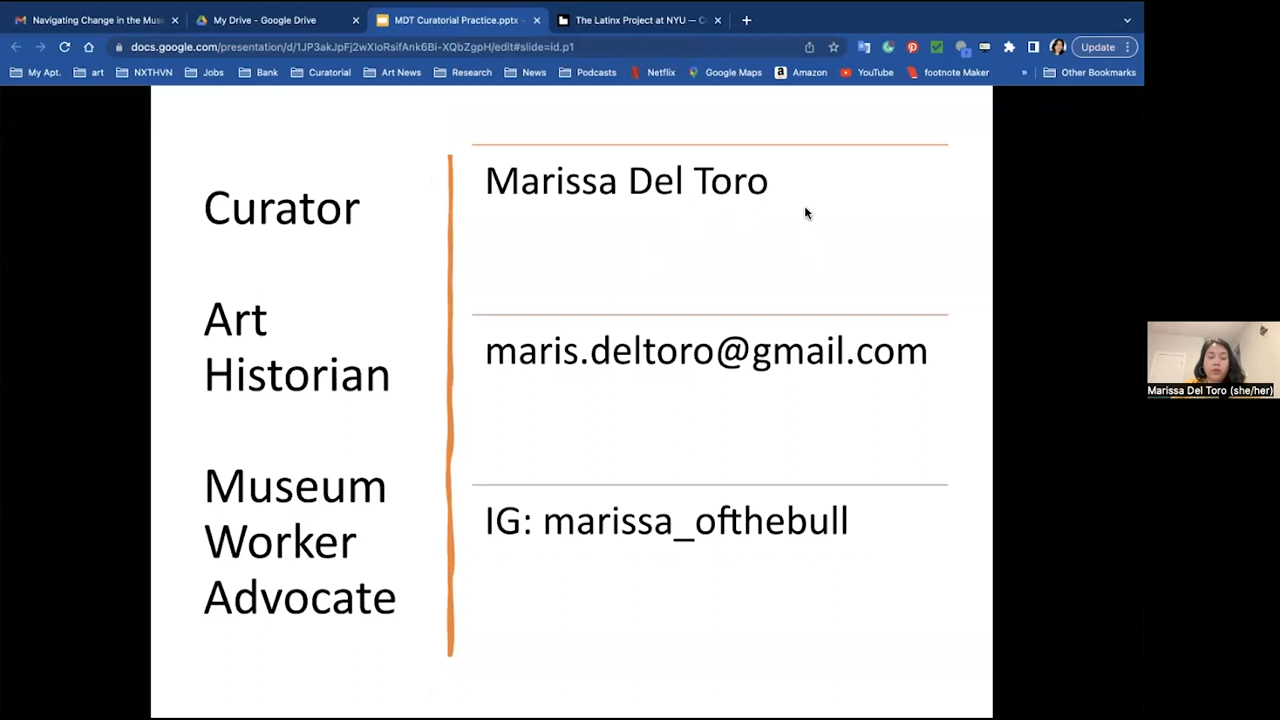 Navigating Change in the Mus
My Drive - Google Drive
MDT Curatorial Practice.pptx -
The Latinx Project at NYU — C
docs.google.com/presentation/d/1JP3akJpFj2wXIoRsifAnk6Bi-XQbZgpH/edit#slide=id.p1
Update
My Apt.
art
NXTHVN
Jobs
Bank
Curatorial
Art News
Research
News
Podcasts
Netflix
Google Maps
Amazon
YouTube
footnote Maker
»
Other Bookmarks
Curator
Art
Historian
Museum
Worker
Advocate
Marissa Del Toro
maris.deltoro@gmail.com
IG: marissa_ofthebull
Marissa Del Toro (she/her)